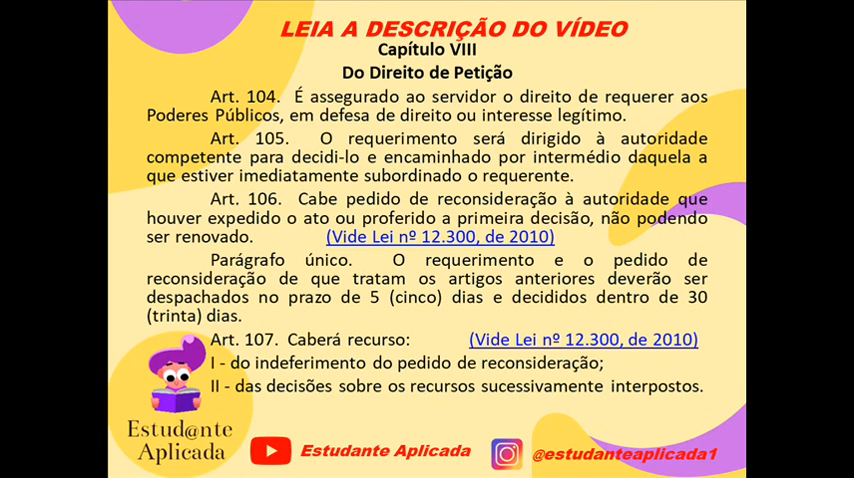 LEIA A DESCRIÇÃO DO VÍDEO
Capítulo VIII
Do Direito de Petição
Art. 104. É assegurado ao servidor o direito de requerer aos
Poderes Públicos, em defesa de direito ou interesse legítimo.
Art. 105. O requerimento será dirigido à autoridade
competente para decidi-lo e encaminhado por intermédio daquela a
que estiver imediatamente subordinado o requerente.
Art. 106. Cabe pedido de reconsideração à autoridade que
houver expedido o ato ou proferido a primeira decisão, não podendo
ser renovado. (Vide Lei nº 12.300, de 2010)
Parágrafo único. O requerimento e o pedido de
reconsideração de que tratam os artigos anteriores deverão ser
despachados no prazo de 5 (cinco) dias e decididos dentro de 30
(trinta) dias.
Art. 107. Caberá recurso: (Vide Lei nº 12.300, de 2010)
I - do indeferimento do pedido de reconsideração;
II - das decisões sobre os recursos sucessivamente interpostos.
Estud@nte
Aplicada
Estudante Aplicada
@estudanteaplicada1